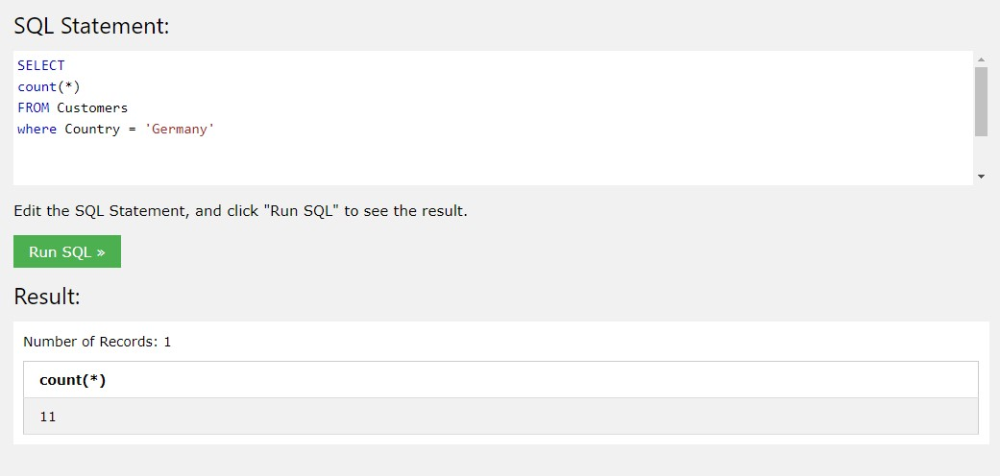 SQL Statement:
SELECT
count(*)
FROM Customers
where Country = 'Germany'
Edit the SQL Statement, and click "Run SQL" to see the result.
Run SQL »
Result:
Number of Records: 1
count(*)
11